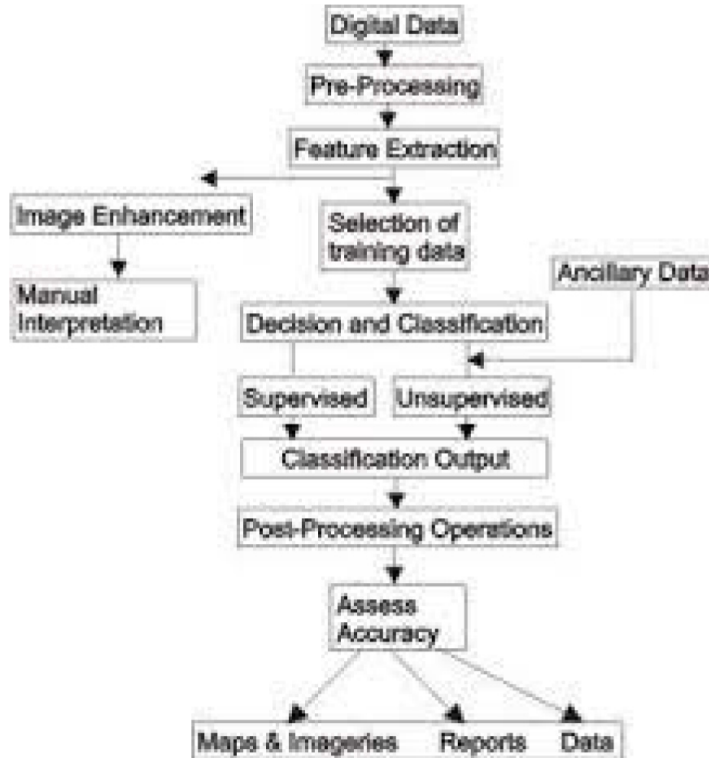 Digital Data
Pre-Processing
Feature Extraction
Image Enhancement
Selection of
training data
Manual
Interpretation
Ancillary Data
Decision and Classification
Supervised
Unsupervised
Classification Output
Post-Processing Operations
Assess
Accuracy
Maps & Imageries Reports Data